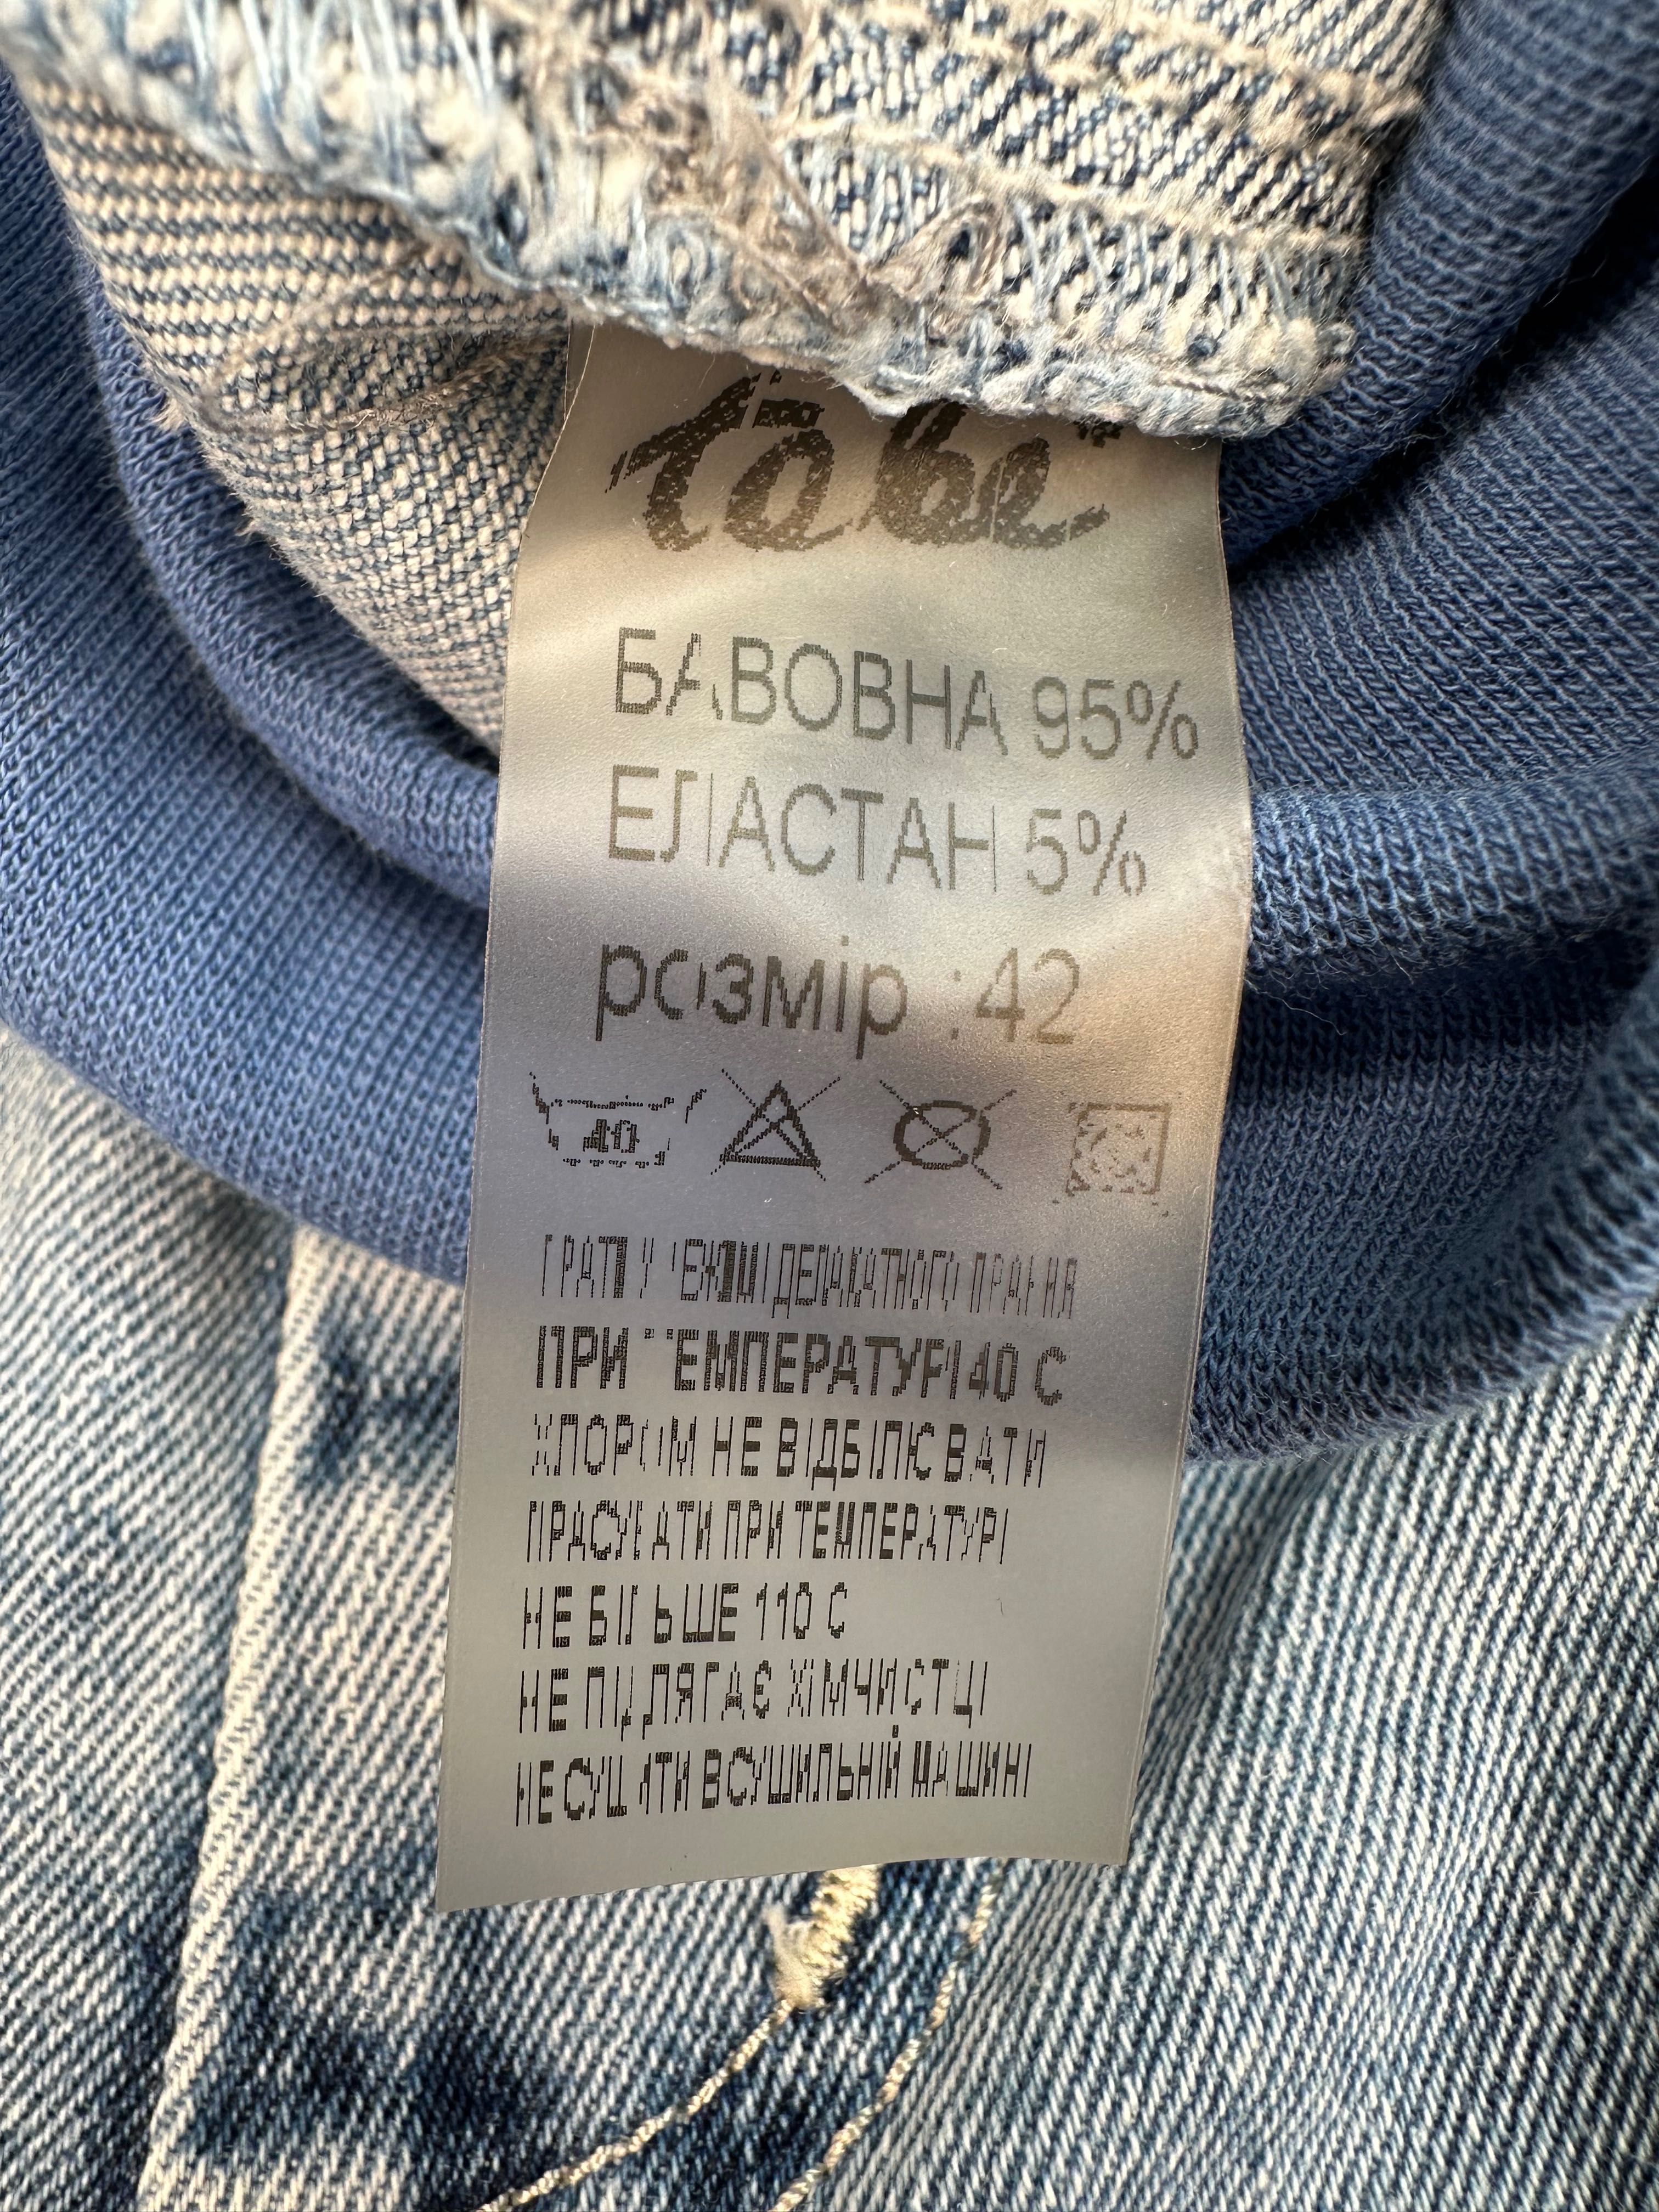 Tobe
БАВОВНА 95%
ЕЛАСТАН 5%
розмір :42
40
ПРАТИ У РЕЖИМІ ДЕЛІКАТНОГО ПРАННЯ
ПРИ ТЕМПЕРАТУРІ 40 С
ХЛОРОМ НЕ ВІДБІЛЮВАТИ
ПРАСУВАТИ ПРИ ТЕМПЕРАТУРІ
НЕ БІЛЬШЕ 110 С
НЕ ПІДЛЯГАЄ ХІМЧИСТЦІ
НЕ СУШИТИ В СУШИЛЬНІЙ МАШИНІ